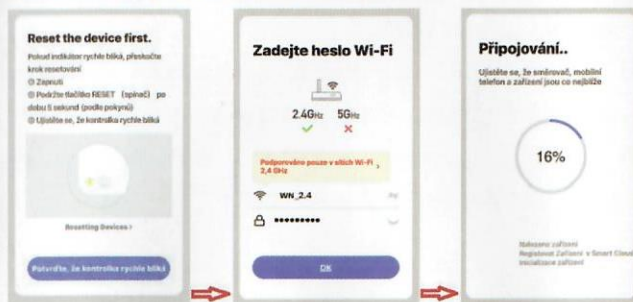 Reset the device first.
Pokud indikátor rychle bliká, přeskočte
krok resetování
① Zapnutí
② Podržte tlačítko RESET (spínač) po
dobu 5 sekund (podle pokynů)
③ Ujistěte se, že kontrolka rychle bliká
Resetting Devices >
Potvrďte, že kontrolka rychle bliká
Zadejte heslo Wi-Fi
2.4GHz 5GHz
Podporováno pouze v sítích Wi-Fi >
2,4 GHz
WN_2.4
•••••••••
OK
Připojování..
Ujistěte se, že směrovač, mobilní
telefon a zařízení jsou co nejblíže
16%
Nalezeno zařízení
Registrovat Zařízení v Smart Cloud
Inicializace zařízení